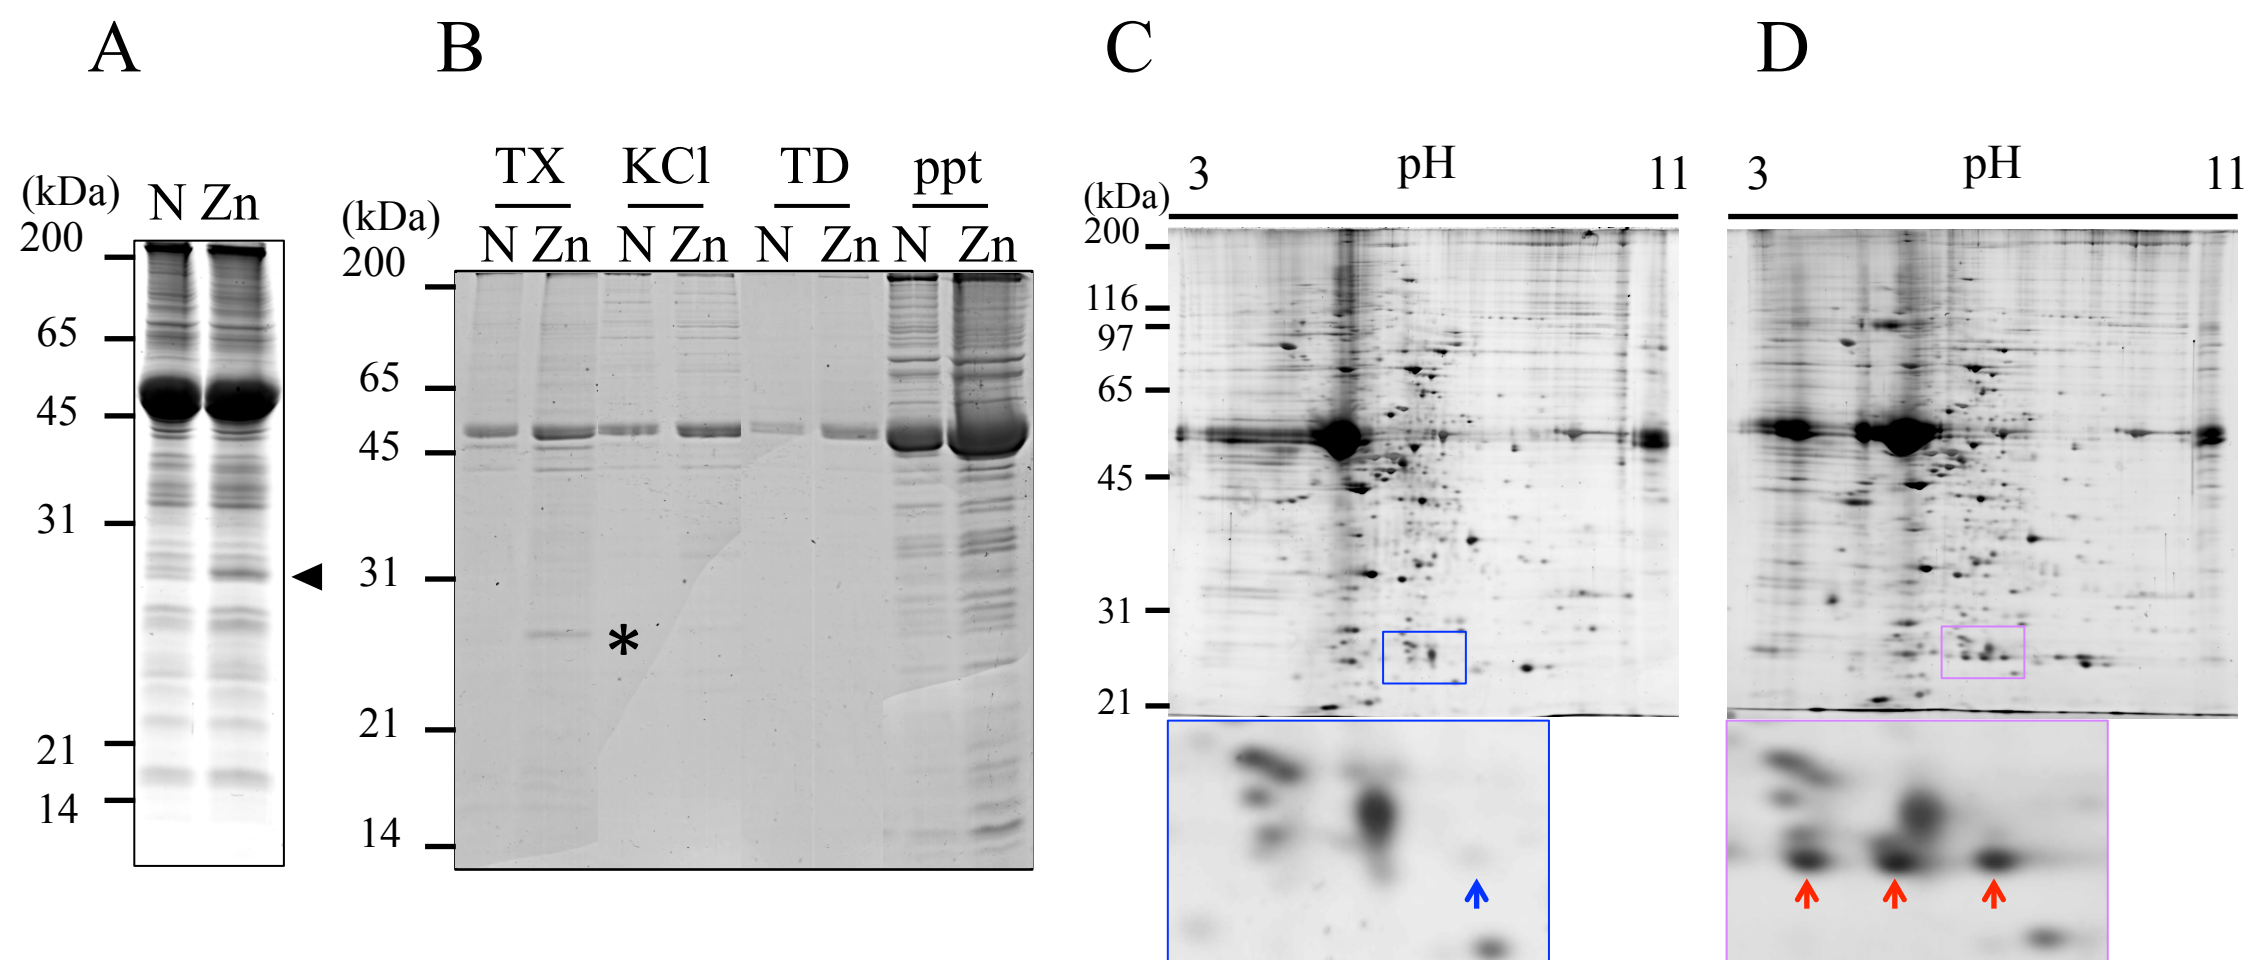 A B C D
(kDa) N Zn
200
65
45
31
21
14
TX KCl TD ppt
(kDa) N Zn N Zn N Zn N Zn
200
65
45
31
*
21
14
3 pH 11
(kDa)
200
116
97
65
45
31
21
3 pH 11